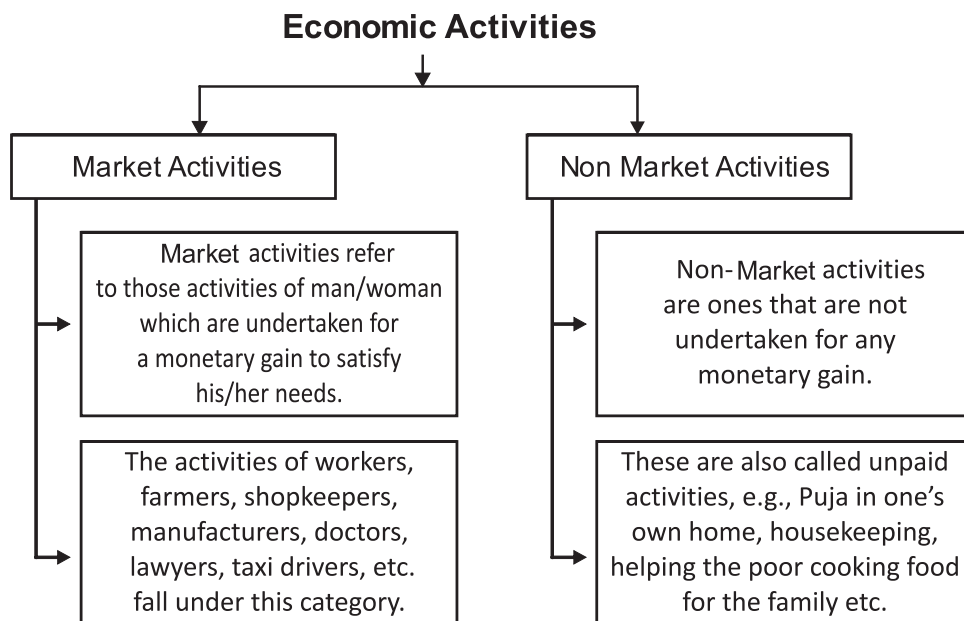 Economic Activities
Market Activities
Market activities refer
to those activities of man/woman
which are undertaken for
a monetary gain to satisfy
his/her needs.
The activities of workers,
farmers, shopkeepers,
manufacturers, doctors,
lawyers, taxi drivers, etc.
fall under this category.
Non Market Activities
Non-Market activities
are ones that are not
undertaken for any
monetary gain.
These are also called unpaid
activities, e.g., Puja in one’s
own home, housekeeping,
helping the poor cooking food
for the family etc.